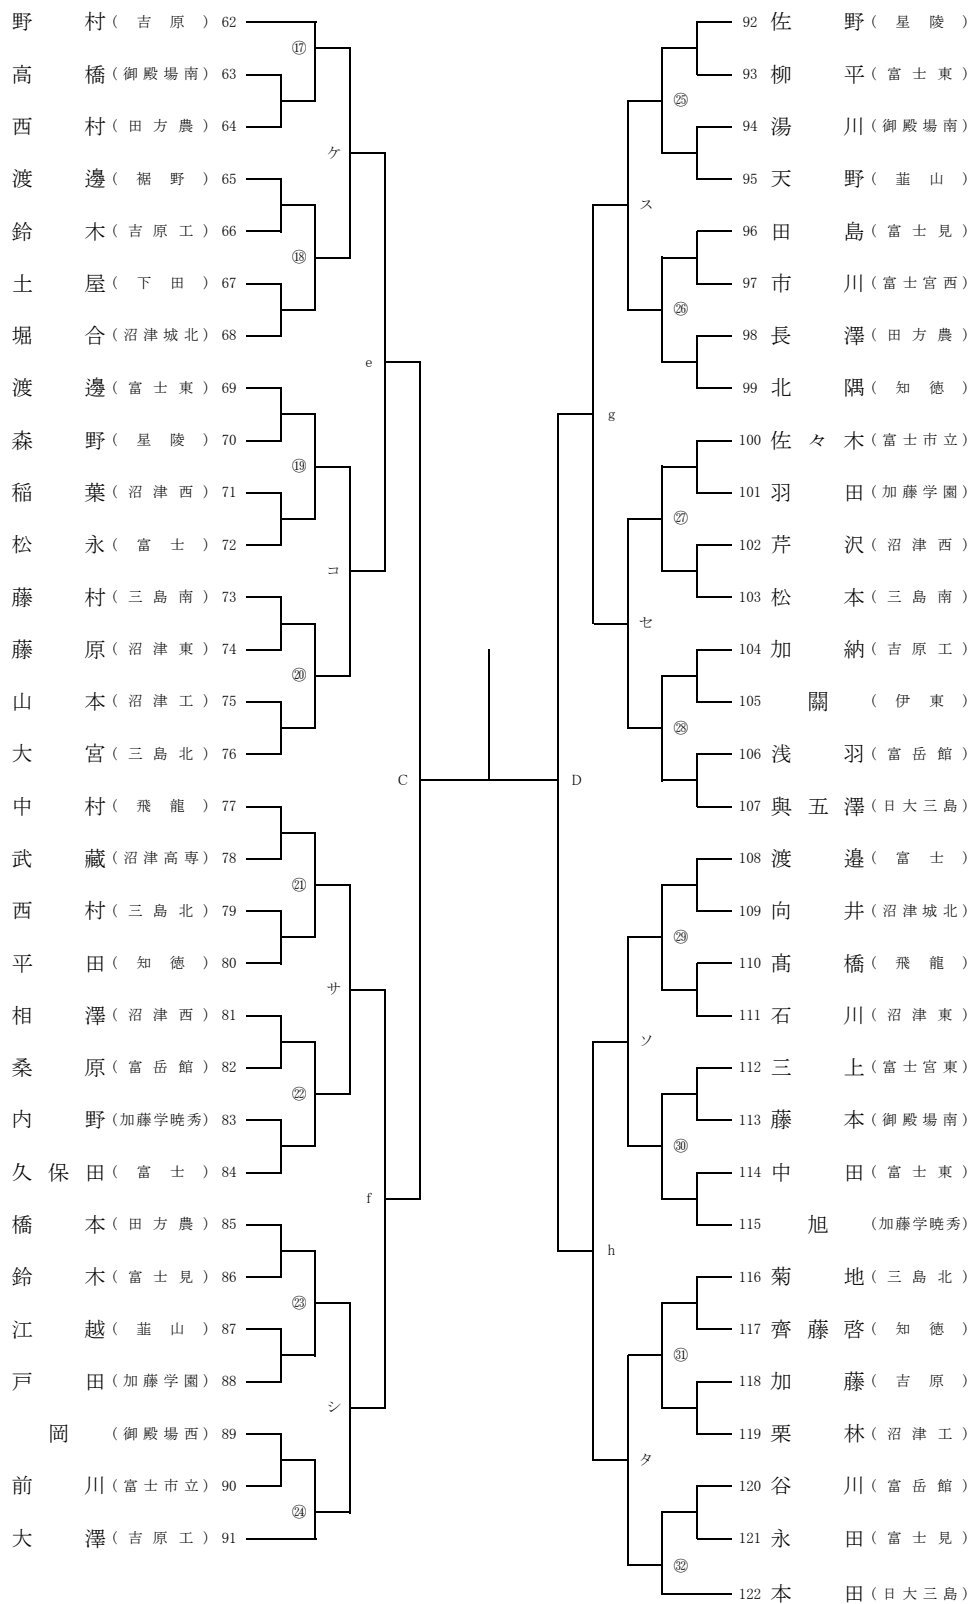 野村(吉原) 62
⑰
高橋(御殿場南) 63
西村(田方農) 64
ケ
渡邊(裾野) 65
鈴木(吉原工) 66
⑱
土屋(下田) 67
堀合(沼津城北) 68
e
渡邊(富士東) 69
森野(星陵) 70
⑲
稲葉(沼津西) 71
松永(富士) 72
コ
藤村(三島南) 73
藤原(沼津東) 74
⑳
山本(沼津工) 75
大宮(三島北) 76
C
中村(飛龍) 77
武藏(沼津高専) 78
㉑
西村(三島北) 79
平田(知徳) 80
サ
相澤(沼津西) 81
桑原(富岳館) 82
㉒
内野(加藤学暁秀) 83
久保田(富士) 84
f
橋本(田方農) 85
鈴木(富士見) 86
㉓
江越(韮山) 87
戸田(加藤学園) 88
シ
岡(御殿場西) 89
前川(富士市立) 90
㉔
大澤(吉原工) 91
92 佐野(星陵)
93 柳平(富士東)
㉕
94 湯川(御殿場南)
95 天野(韮山)
ス
96 田島(富士見)
97 市川(富士宮西)
㉖
98 長澤(田方農)
99 北隅(知徳)
g
100 佐々木(富士市立)
101 羽田(加藤学園)
㉗
102 芹沢(沼津西)
103 松本(三島南)
セ
104 加納(吉原工)
105 關(伊東)
㉘
106 浅羽(富岳館)
D
107 與五澤(日大三島)
108 渡邉(富士)
109 向井(沼津城北)
㉙
110 髙橋(飛龍)
111 石川(沼津東)
ソ
112 三上(富士宮東)
113 藤本(御殿場南)
㉚
114 中田(富士東)
115 旭(加藤学暁秀)
h
116 菊地(三島北)
117 齊藤啓(知徳)
㉛
118 加藤(吉原)
119 栗林(沼津工)
タ
120 谷川(富岳館)
121 永田(富士見)
㉜
122 本田(日大三島)